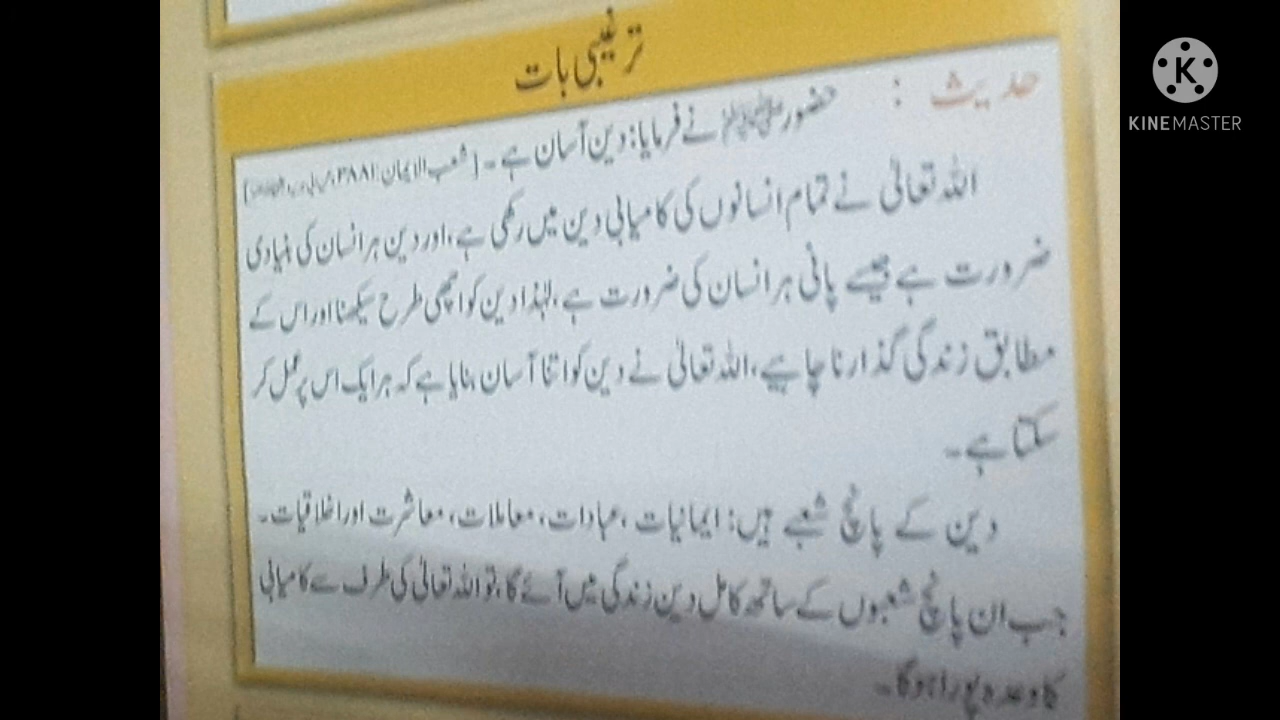 ترغیبی بات
حدیث : حضور ﷺ نے فرمایا: دین آسان ہے۔ [شعب الایمان: ۳۸۸۱
اللہ تعالیٰ نے تمام انسانوں کی کامیابی دین میں رکھی ہے، اور دین ہر انسان کی بنیادی
ضرورت ہے جیسے پانی ہر انسان کی ضرورت ہے، لہٰذا دین کو اچھی طرح سیکھنا اور اس کے
مطابق زندگی گذارنا چاہیے، اللہ تعالیٰ نے دین کو اتنا آسان بنایا ہے کہ ہر ایک اس پر عمل کر
سکتا ہے۔
دین کے پانچ شعبے ہیں: ایمانیات، عبادات، معاملات، معاشرت اور اخلاقیات۔
جب ان پانچ شعبوں کے ساتھ کامل دین زندگی میں آئے گا، تو اللہ تعالیٰ کی طرف سے کامیابی
کا وعدہ پورا ہوگا۔
KINEMASTER